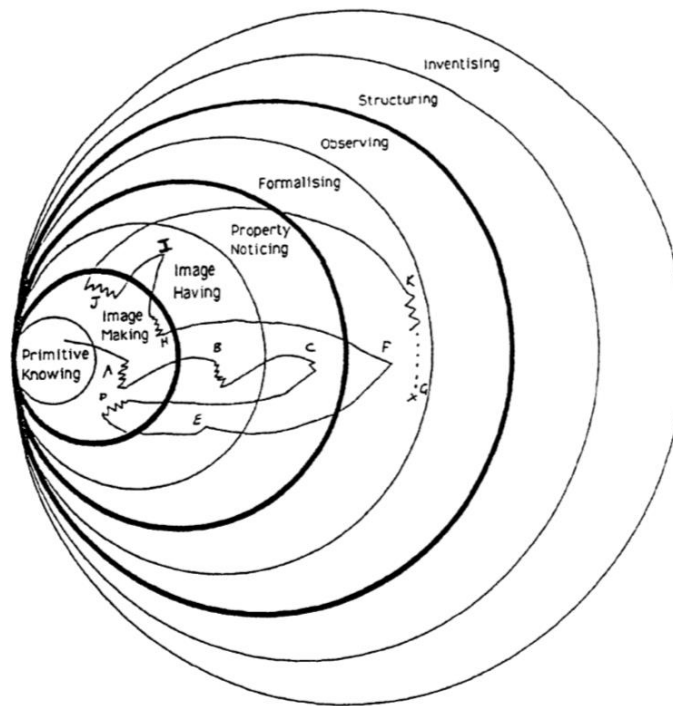 Inventising
Structuring
Observing
Formalising
Property
Noticing
Image
Having
Image
Making
Primitive
Knowing
I
J
H
K
A
B
C
F
D
E
G